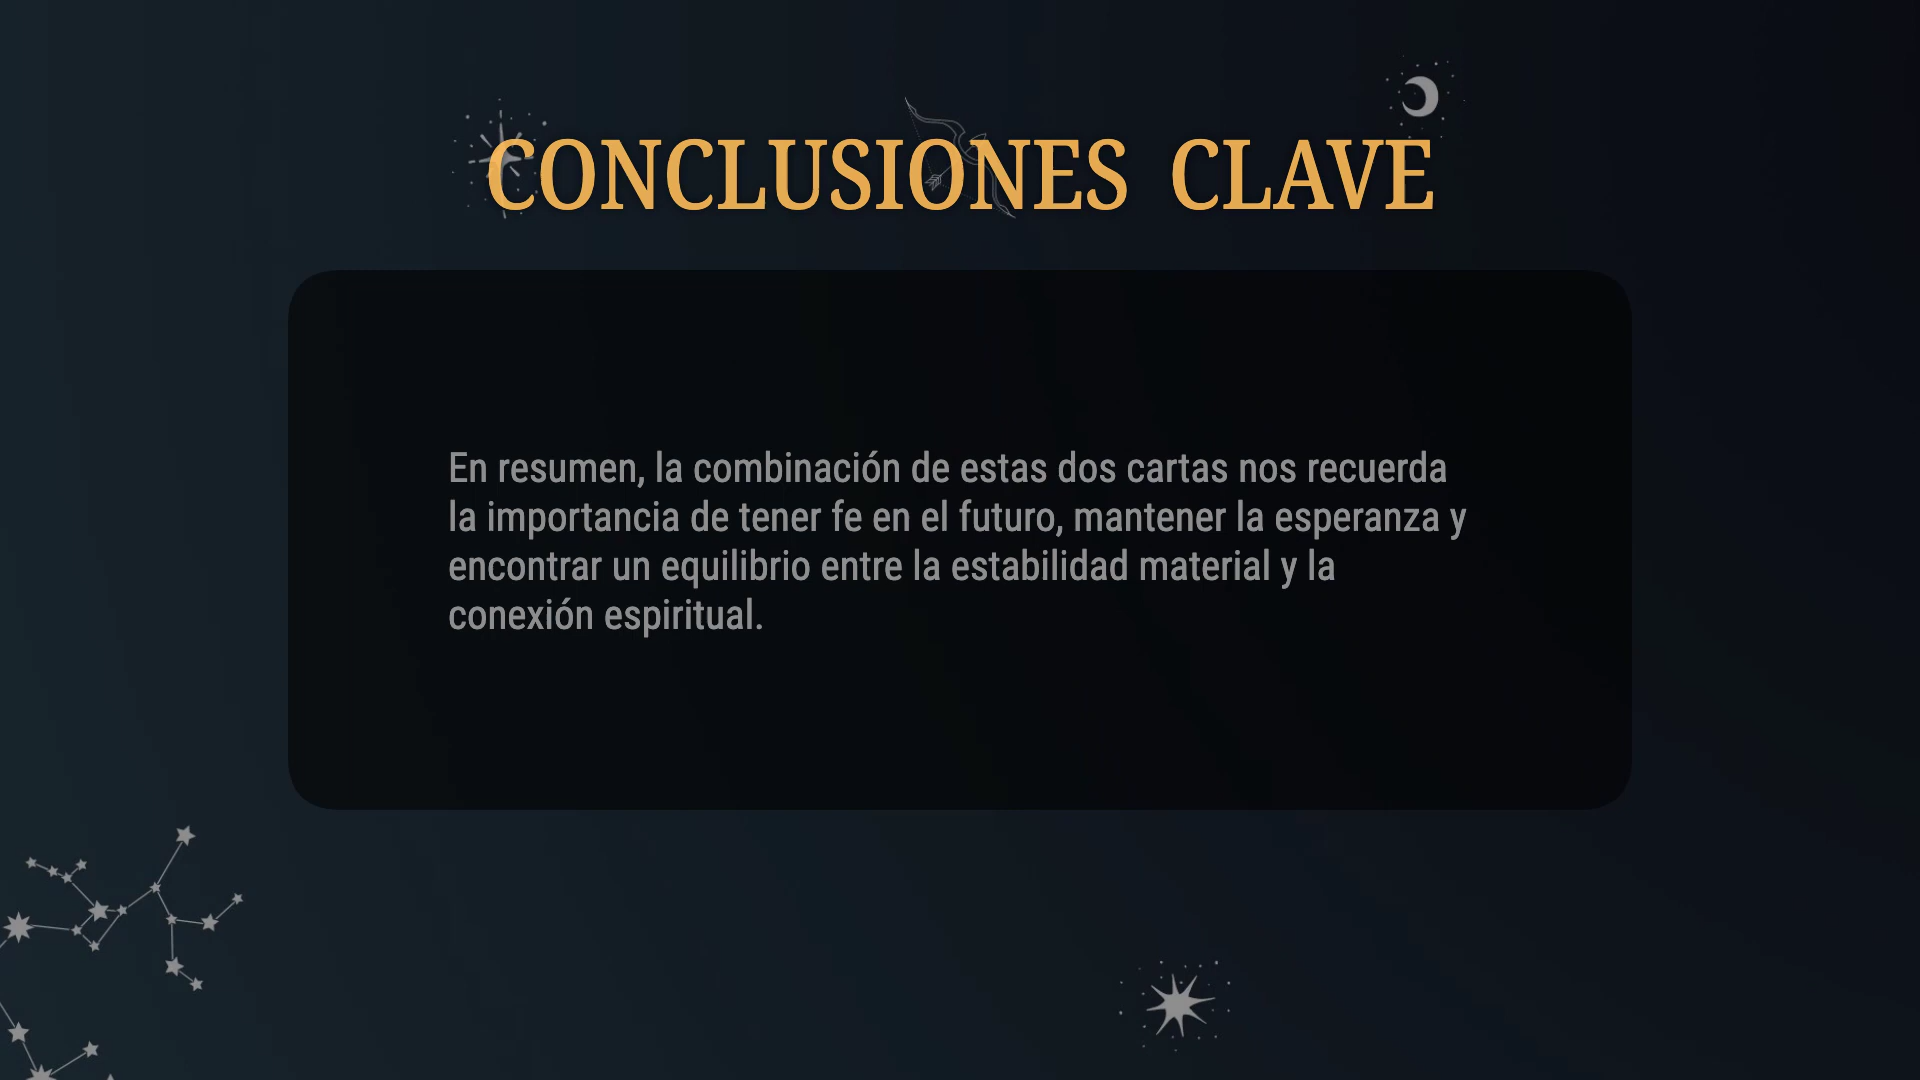 CONCLUSIONES CLAVE
En resumen, la combinación de estas dos cartas nos recuerda
la importancia de tener fe en el futuro, mantener la esperanza y
encontrar un equilibrio entre la estabilidad material y la
conexión espiritual.